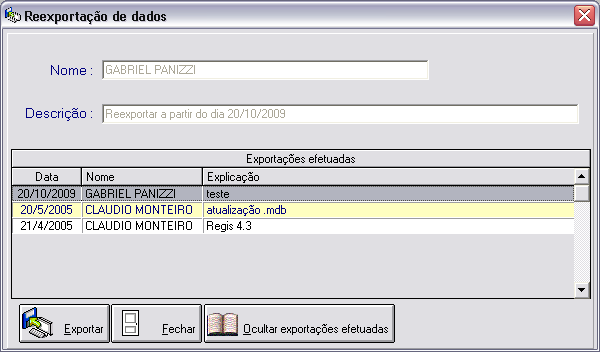 Reexportação de dados
Nome : GABRIEL PANIZZI
Descrição : Reexportar a partir do dia 20/10/2009
Exportações efetuadas
Data Nome Explicação
20/10/2009 GABRIEL PANIZZI teste
20/5/2005 CLAUDIO MONTEIRO atualização .mdb
21/4/2005 CLAUDIO MONTEIRO Regis 4.3
Exportar Fechar Ocultar exportações efetuadas